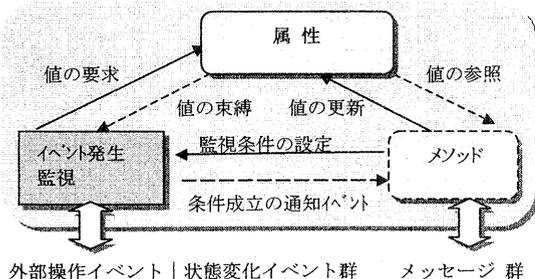 属 性
値の要求
値の参照
値の束縛
値の更新
監視条件の設定
ｲﾍﾞﾝﾄ発生
監視
メソッド
条件成立の通知ｲﾍﾞﾝﾄ
外部操作イベント | 状態変化イベント群
メッセージ 群